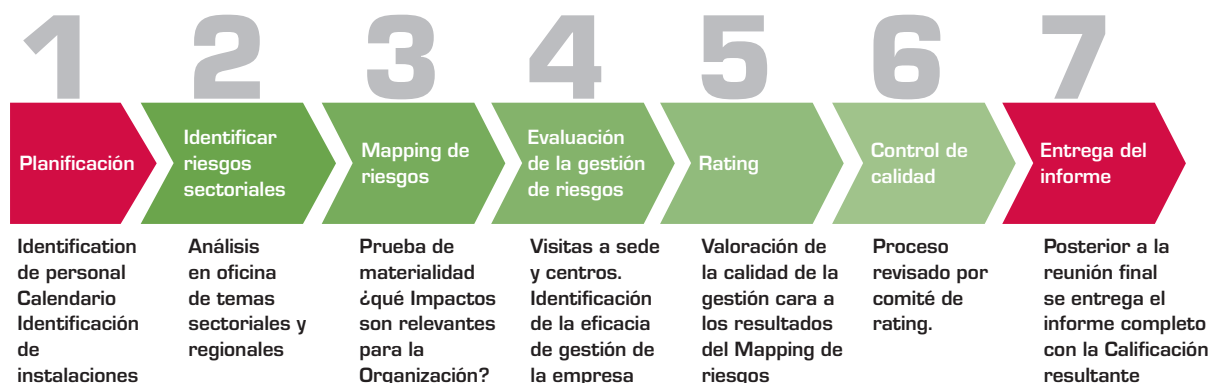 1
Planificación
Identification
de personal
Calendario
Identificación
de
instalaciones
2
Identificar
riesgos
sectoriales
Análisis
en oficina
de temas
sectoriales y
regionales
3
Mapping de
riesgos
Prueba de
materialidad
¿qué Impactos
son relevantes
para la
Organización?
4
Evaluación
de la gestión
de riesgos
Visitas a sede
y centros.
Identificación
de la eficacia
de gestión de
la empresa
5
Rating
Valoración de
la calidad de la
gestión cara a
los resultados
del Mapping de
riesgos
6
Control de
calidad
Proceso
revisado por
comité de
rating.
7
Entrega del
informe
Posterior a la
reunión final
se entrega el
informe completo
con la Calificación
resultante